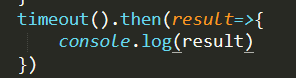 timeout().then(result=>{
    console.log(result)
})